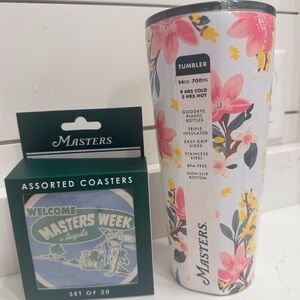 MASTERS
ASSORTED COASTERS
WELCOME
MASTERS WEEK
in Augusta
SET OF 20
TUMBLER
24OZ · 700ML
9 HRS COLD
3 HRS HOT
GOODBYE,
PLASTIC
BOTTLES
TRIPLE
INSULATED
EASY-GRIP
SIDES
STAINLESS
STEEL
BPA FREE
NON-SLIP
BOTTOM
MASTERS.